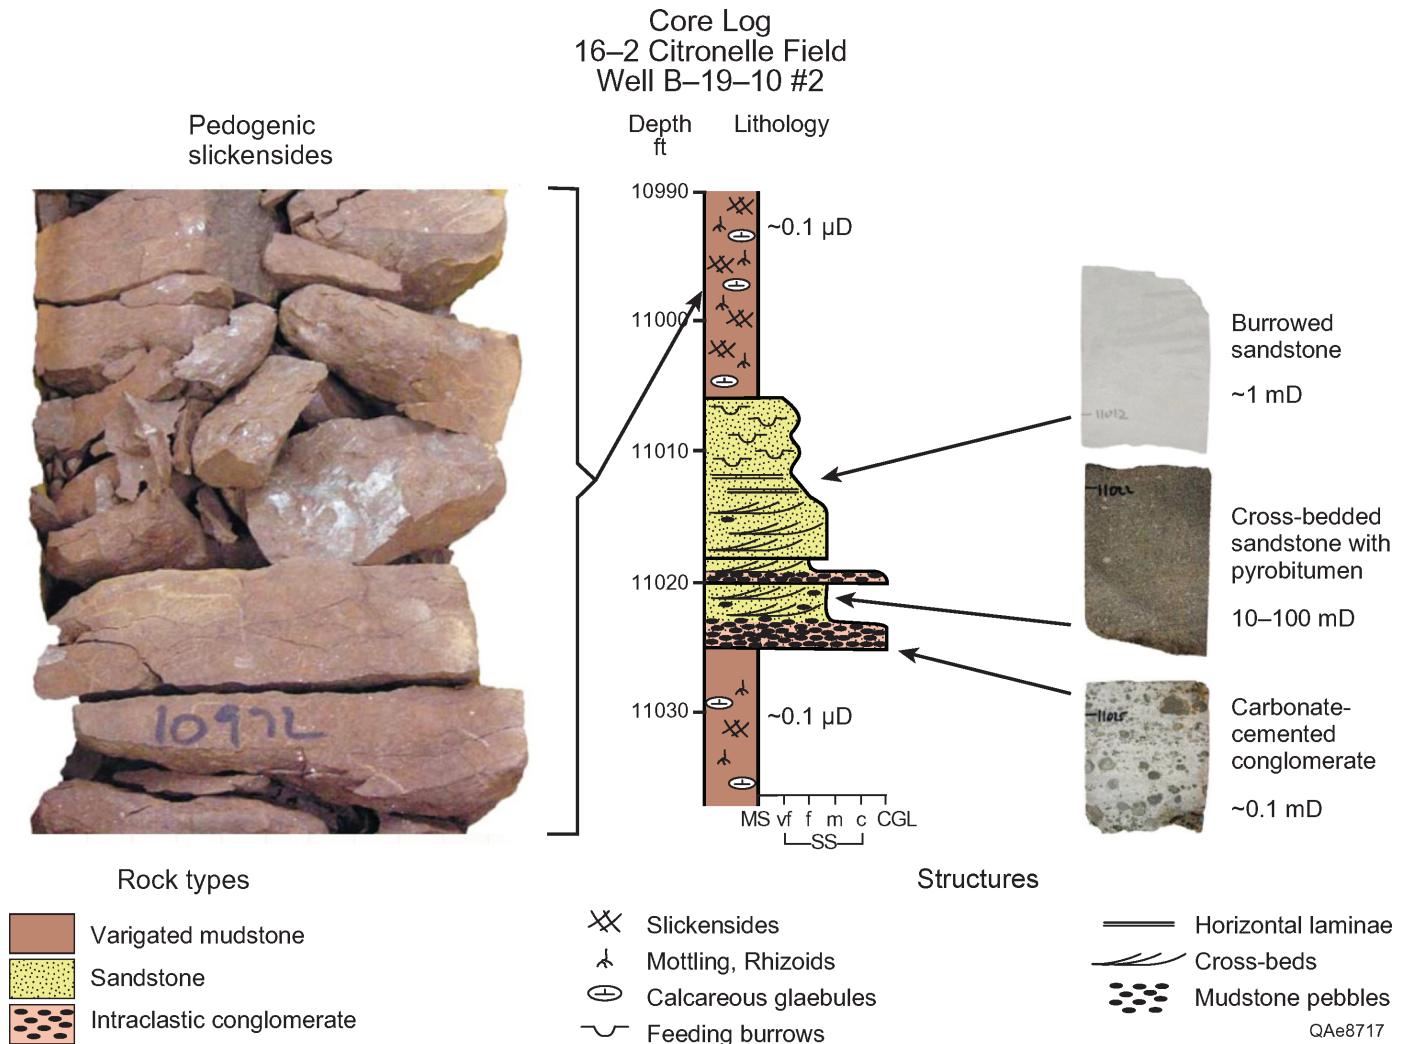 Core Log
16–2 Citronelle Field
Well B–19–10 #2
Pedogenic
slickensides
Depth
ft
Lithology
10990
11000
11010
11020
11030
~0.1 µD
~0.1 µD
MS vf f m c CGL
SS
10972
Burrowed
sandstone
~1 mD
11012
Cross-bedded
sandstone with
pyrobitumen
10–100 mD
11022
Carbonate-
cemented
conglomerate
~0.1 mD
11025
Rock types
Varigated mudstone
Sandstone
Intraclastic conglomerate
Structures
Slickensides
Mottling, Rhizoids
Calcareous glaebules
Feeding burrows
Horizontal laminae
Cross-beds
Mudstone pebbles
QAe8717